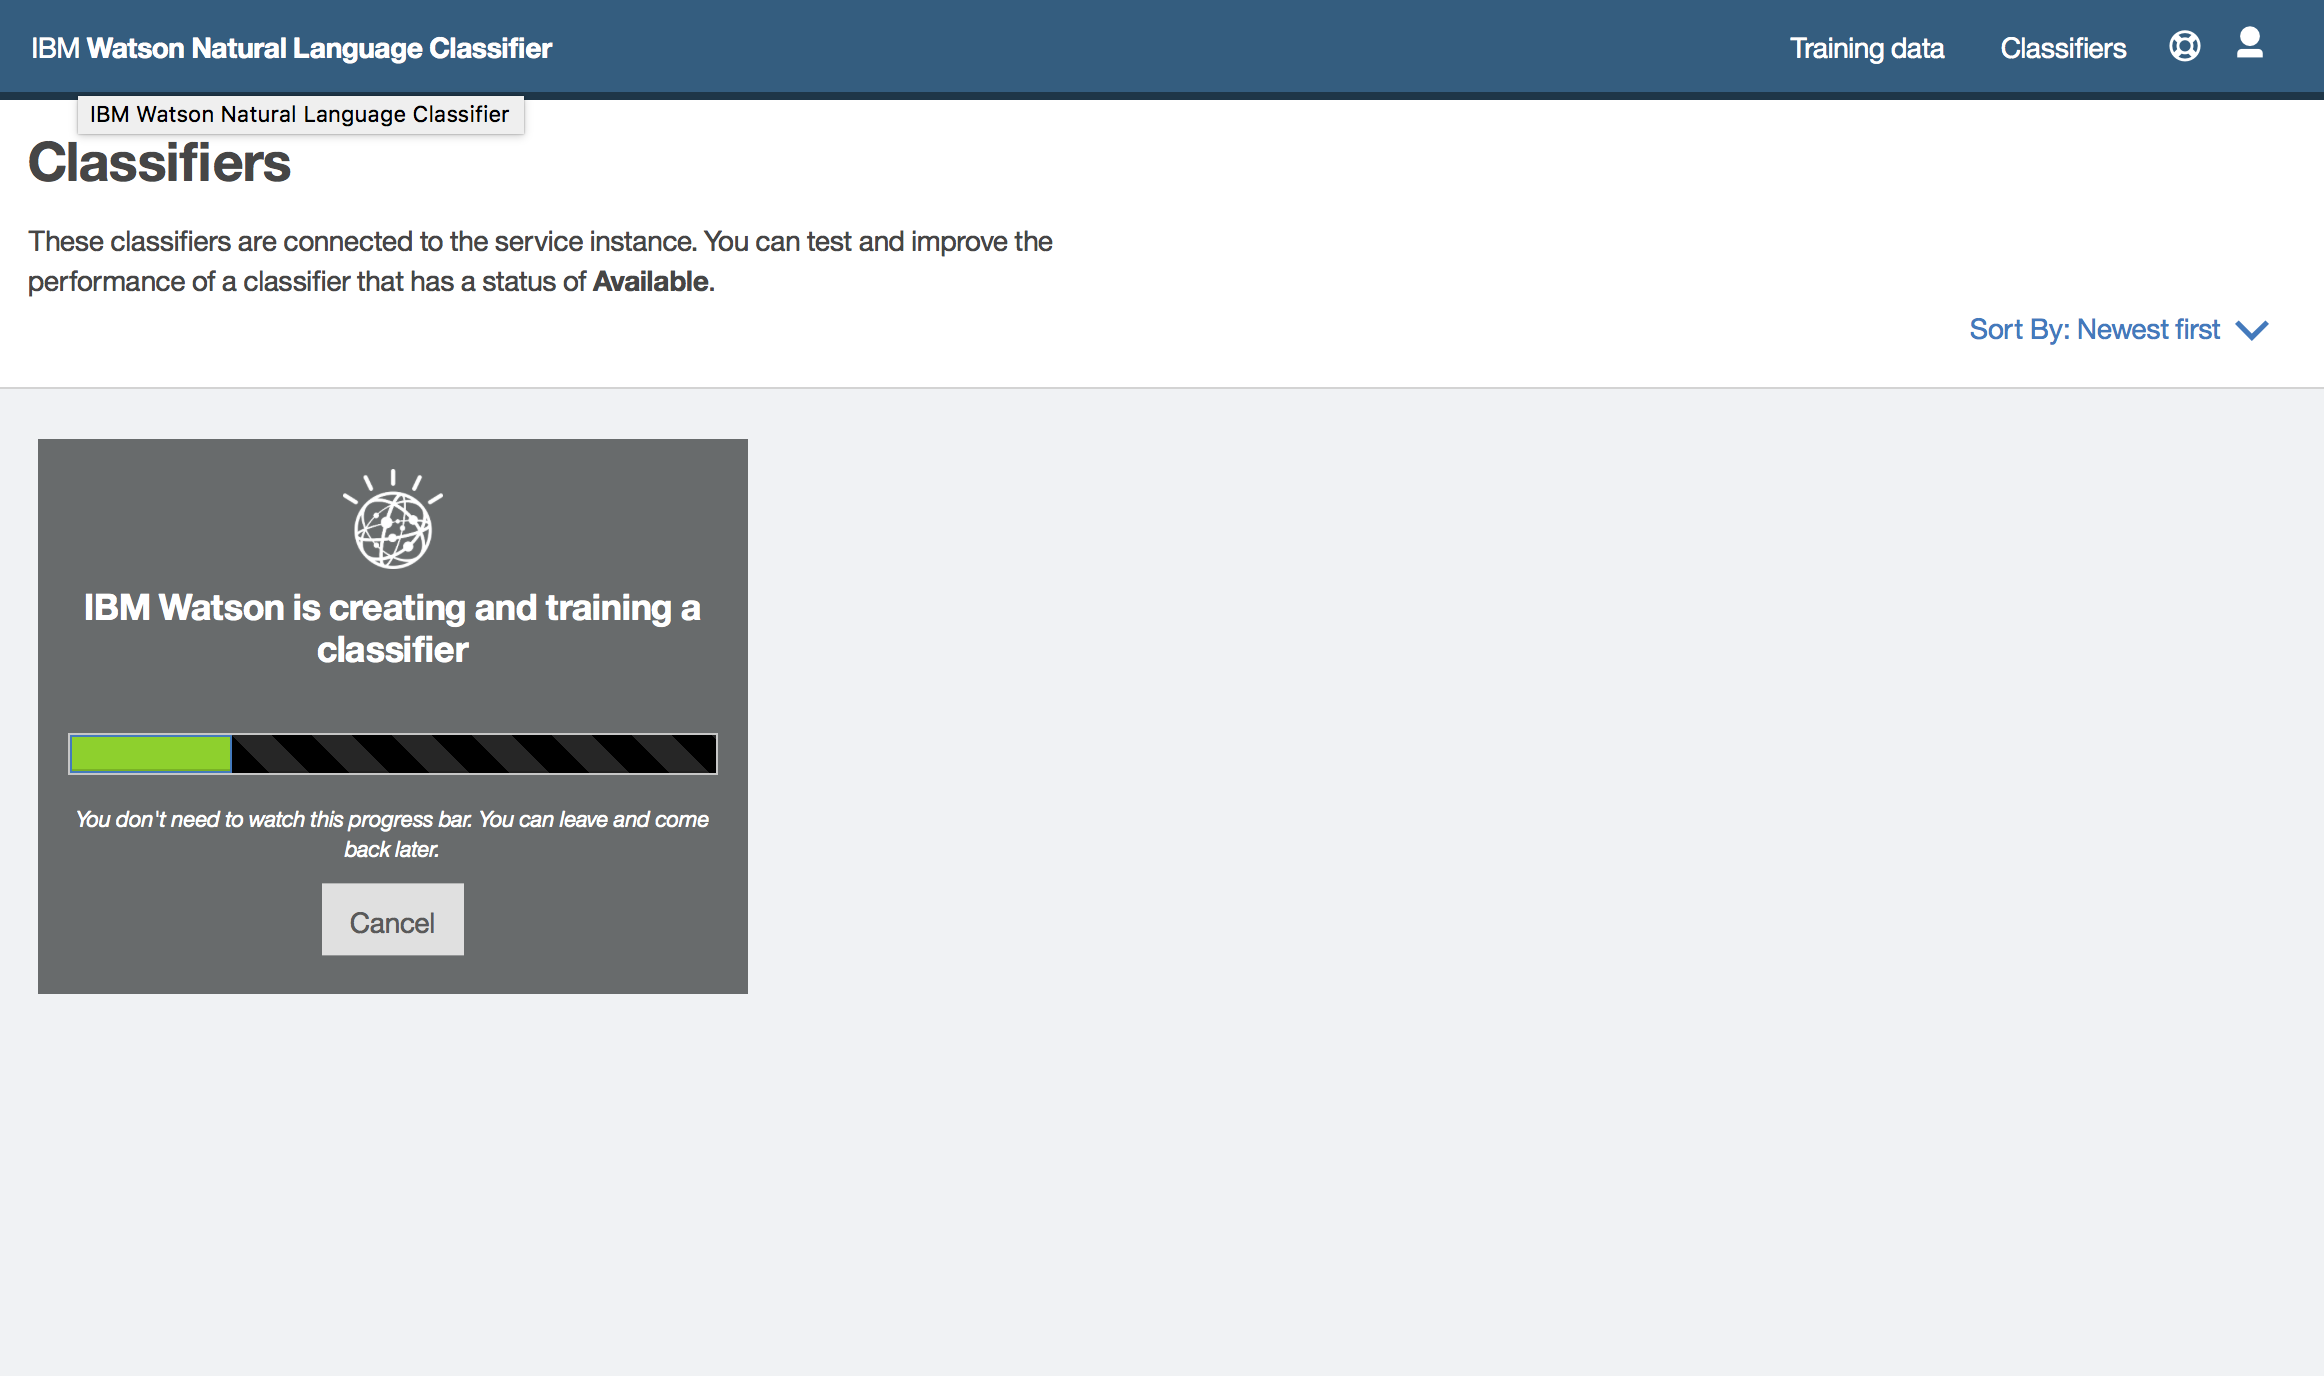 IBM Watson Natural Language Classifier
Training data
Classifiers
IBM Watson Natural Language Classifier
Classifiers
These classifiers are connected to the service instance. You can test and improve the
performance of a classifier that has a status of Available.
Sort By: Newest first
IBM Watson is creating and training a
classifier
You don't need to watch this progress bar. You can leave and come
back later.
Cancel